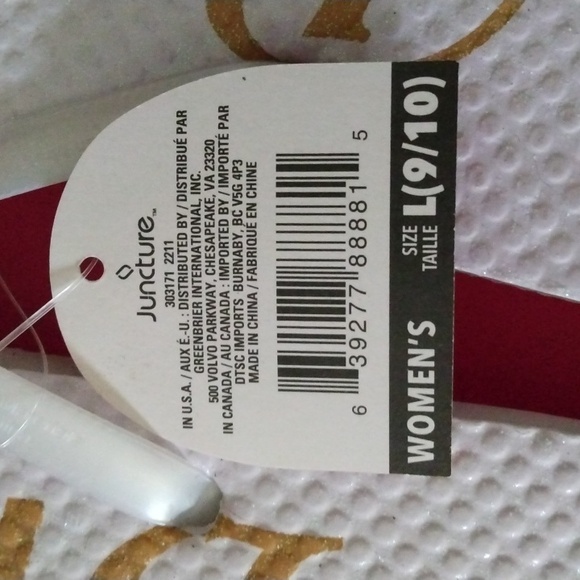 Juncture™
303171 2211
IN U.S.A. / AUX É.-U. : DISTRIBUTED BY / DISTRIBUÉ PAR
GREENBRIER INTERNATIONAL, INC.
500 VOLVO PARKWAY, CHESAPEAKE, VA 23320
IN CANADA / AU CANADA : IMPORTED BY / IMPORTÉ PAR
DTSC IMPORTS BURNABY, BC V5G 4P3
MADE IN CHINA / FABRIQUÉ EN CHINE
6 39277 88881 5
WOMEN'S SIZE TAILLE L(9/10)